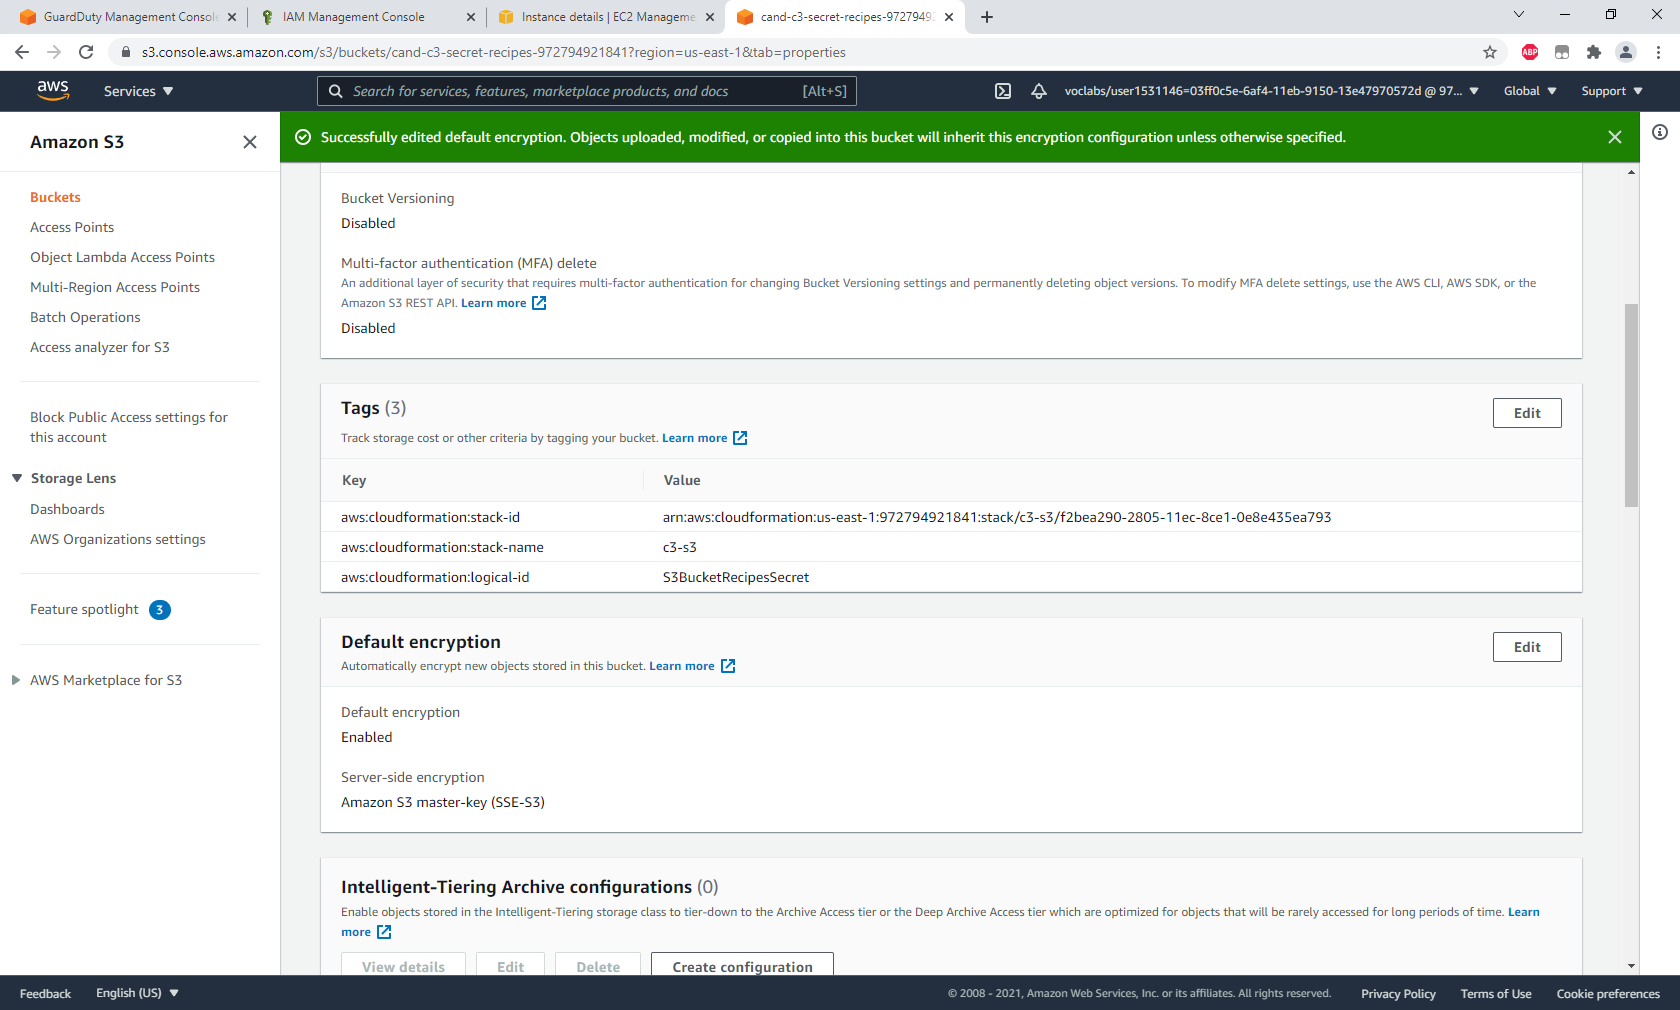 GuardDuty Management Consol
IAM Management Console
Instance details | EC2 Manageme
cand-c3-secret-recipes-97279492
s3.console.aws.amazon.com/s3/buckets/cand-c3-secret-recipes-972794921841?region=us-east-1&tab=properties
ABP
aws
Services
Search for services, features, marketplace products, and docs
[Alt+S]
voclabs/user1531146=03ff0c5e-6af4-11eb-9150-13e47970572d @ 97...
Global
Support
Amazon S3
Successfully edited default encryption. Objects uploaded, modified, or copied into this bucket will inherit this encryption configuration unless otherwise specified.
Buckets
Access Points
Object Lambda Access Points
Multi-Region Access Points
Batch Operations
Access analyzer for S3
Block Public Access settings for
this account
Storage Lens
Dashboards
AWS Organizations settings
Feature spotlight 3
AWS Marketplace for S3
Bucket Versioning
Disabled
Multi-factor authentication (MFA) delete
An additional layer of security that requires multi-factor authentication for changing Bucket Versioning settings and permanently deleting object versions. To modify MFA delete settings, use the AWS CLI, AWS SDK, or the
Amazon S3 REST API. Learn more
Disabled
Tags (3)
Edit
Track storage cost or other criteria by tagging your bucket. Learn more
Key Value
aws:cloudformation:stack-id arn:aws:cloudformation:us-east-1:972794921841:stack/c3-s3/f2bea290-2805-11ec-8ce1-0e8e435ea793
aws:cloudformation:stack-name c3-s3
aws:cloudformation:logical-id S3BucketRecipesSecret
Default encryption
Edit
Automatically encrypt new objects stored in this bucket. Learn more
Default encryption
Enabled
Server-side encryption
Amazon S3 master-key (SSE-S3)
Intelligent-Tiering Archive configurations (0)
Enable objects stored in the Intelligent-Tiering storage class to tier-down to the Archive Access tier or the Deep Archive Access tier which are optimized for objects that will be rarely accessed for long periods of time. Learn
more
View details Edit Delete Create configuration
Feedback English (US) © 2008 - 2021, Amazon Web Services, Inc. or its affiliates. All rights reserved. Privacy Policy Terms of Use Cookie preferences